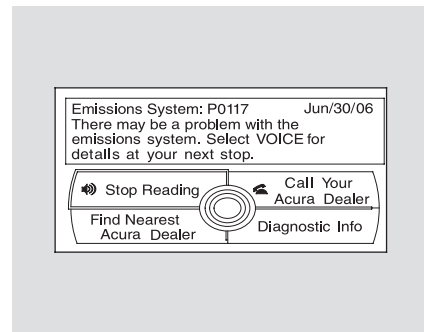 Emissions System: P0117 Jun/30/06
There may be a problem with the
emissions system. Select VOICE for
details at your next stop.
Stop Reading
Call Your
Acura Dealer
Find Nearest
Acura Dealer
Diagnostic Info